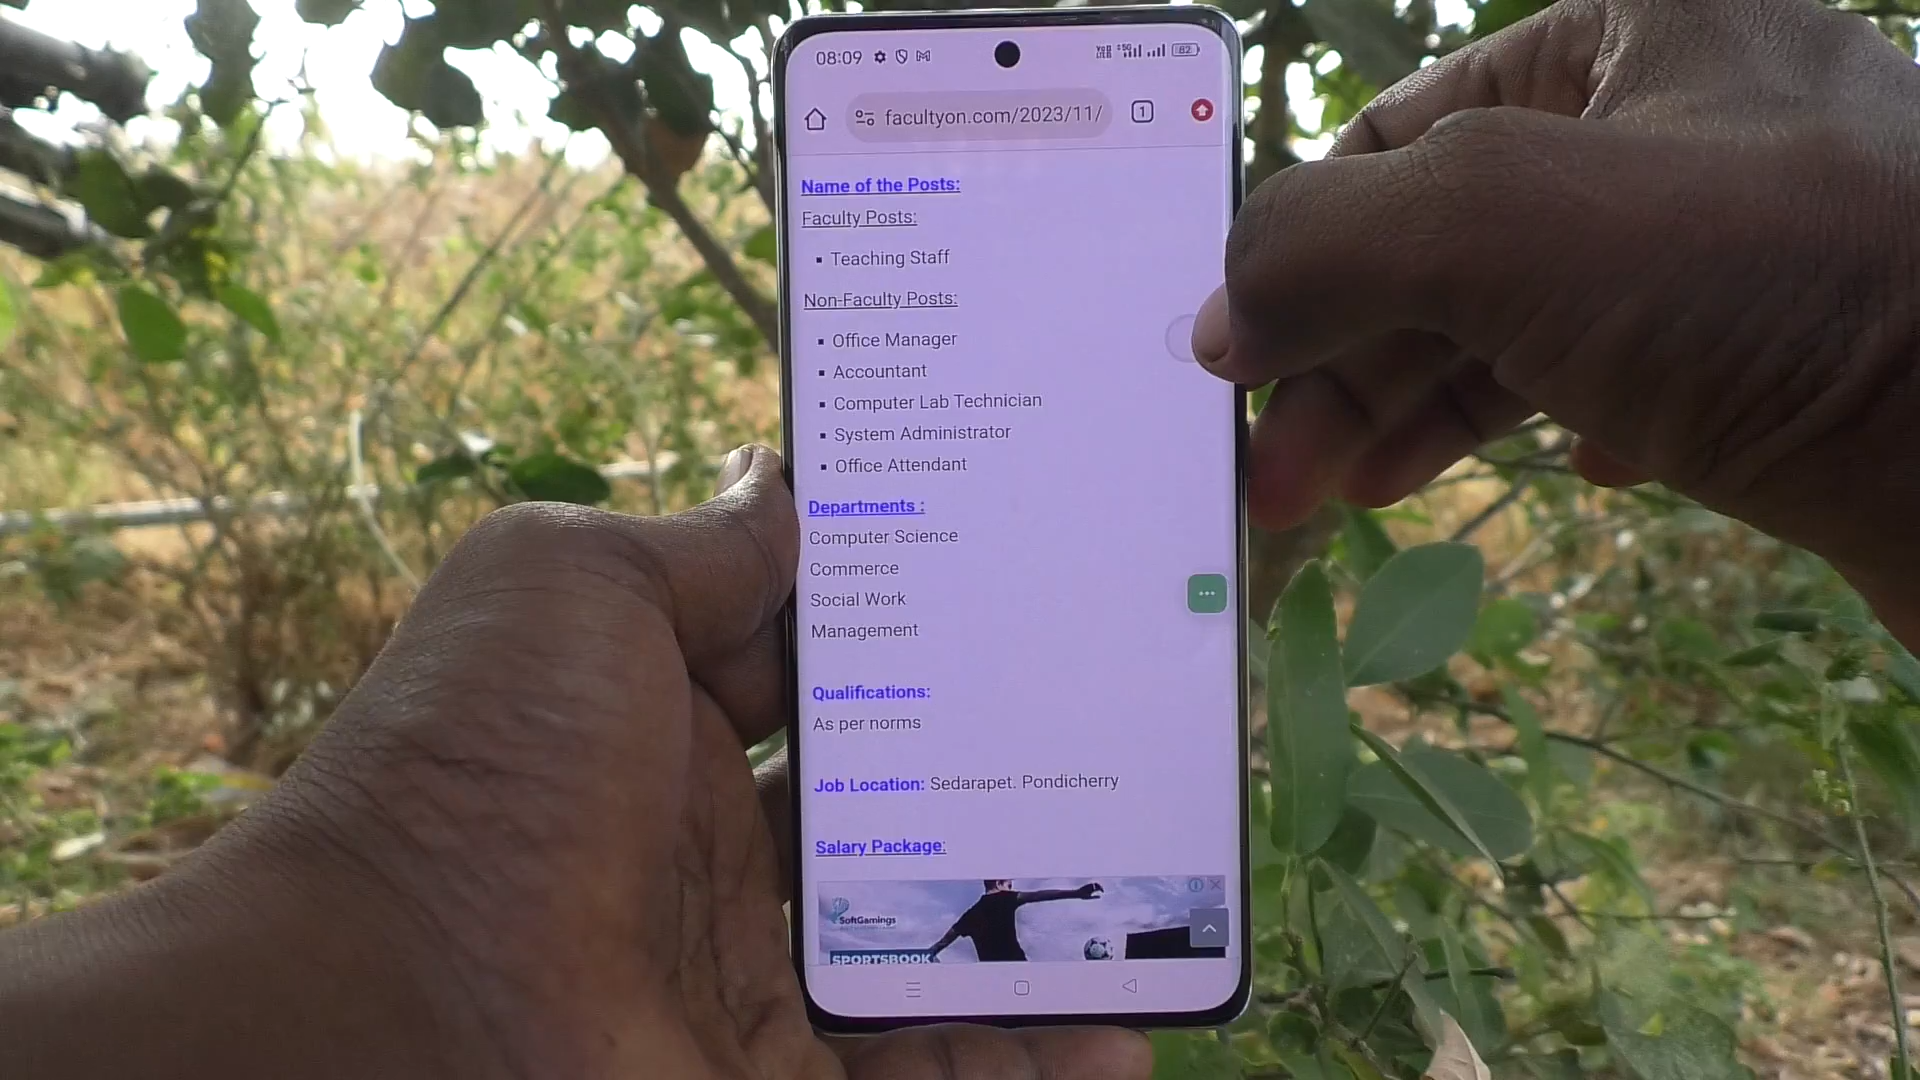 08:09
5G
82
facultyon.com/2023/11/
1
Name of the Posts:
Faculty Posts:
▪ Teaching Staff
Non-Faculty Posts:
▪ Office Manager
▪ Accountant
▪ Computer Lab Technician
▪ System Administrator
▪ Office Attendant
Departments :
Computer Science
Commerce
Social Work
Management
Qualifications:
As per norms
Job Location: Sedarapet. Pondicherry
Salary Package:
SoftGamings
SPORTSBOOK